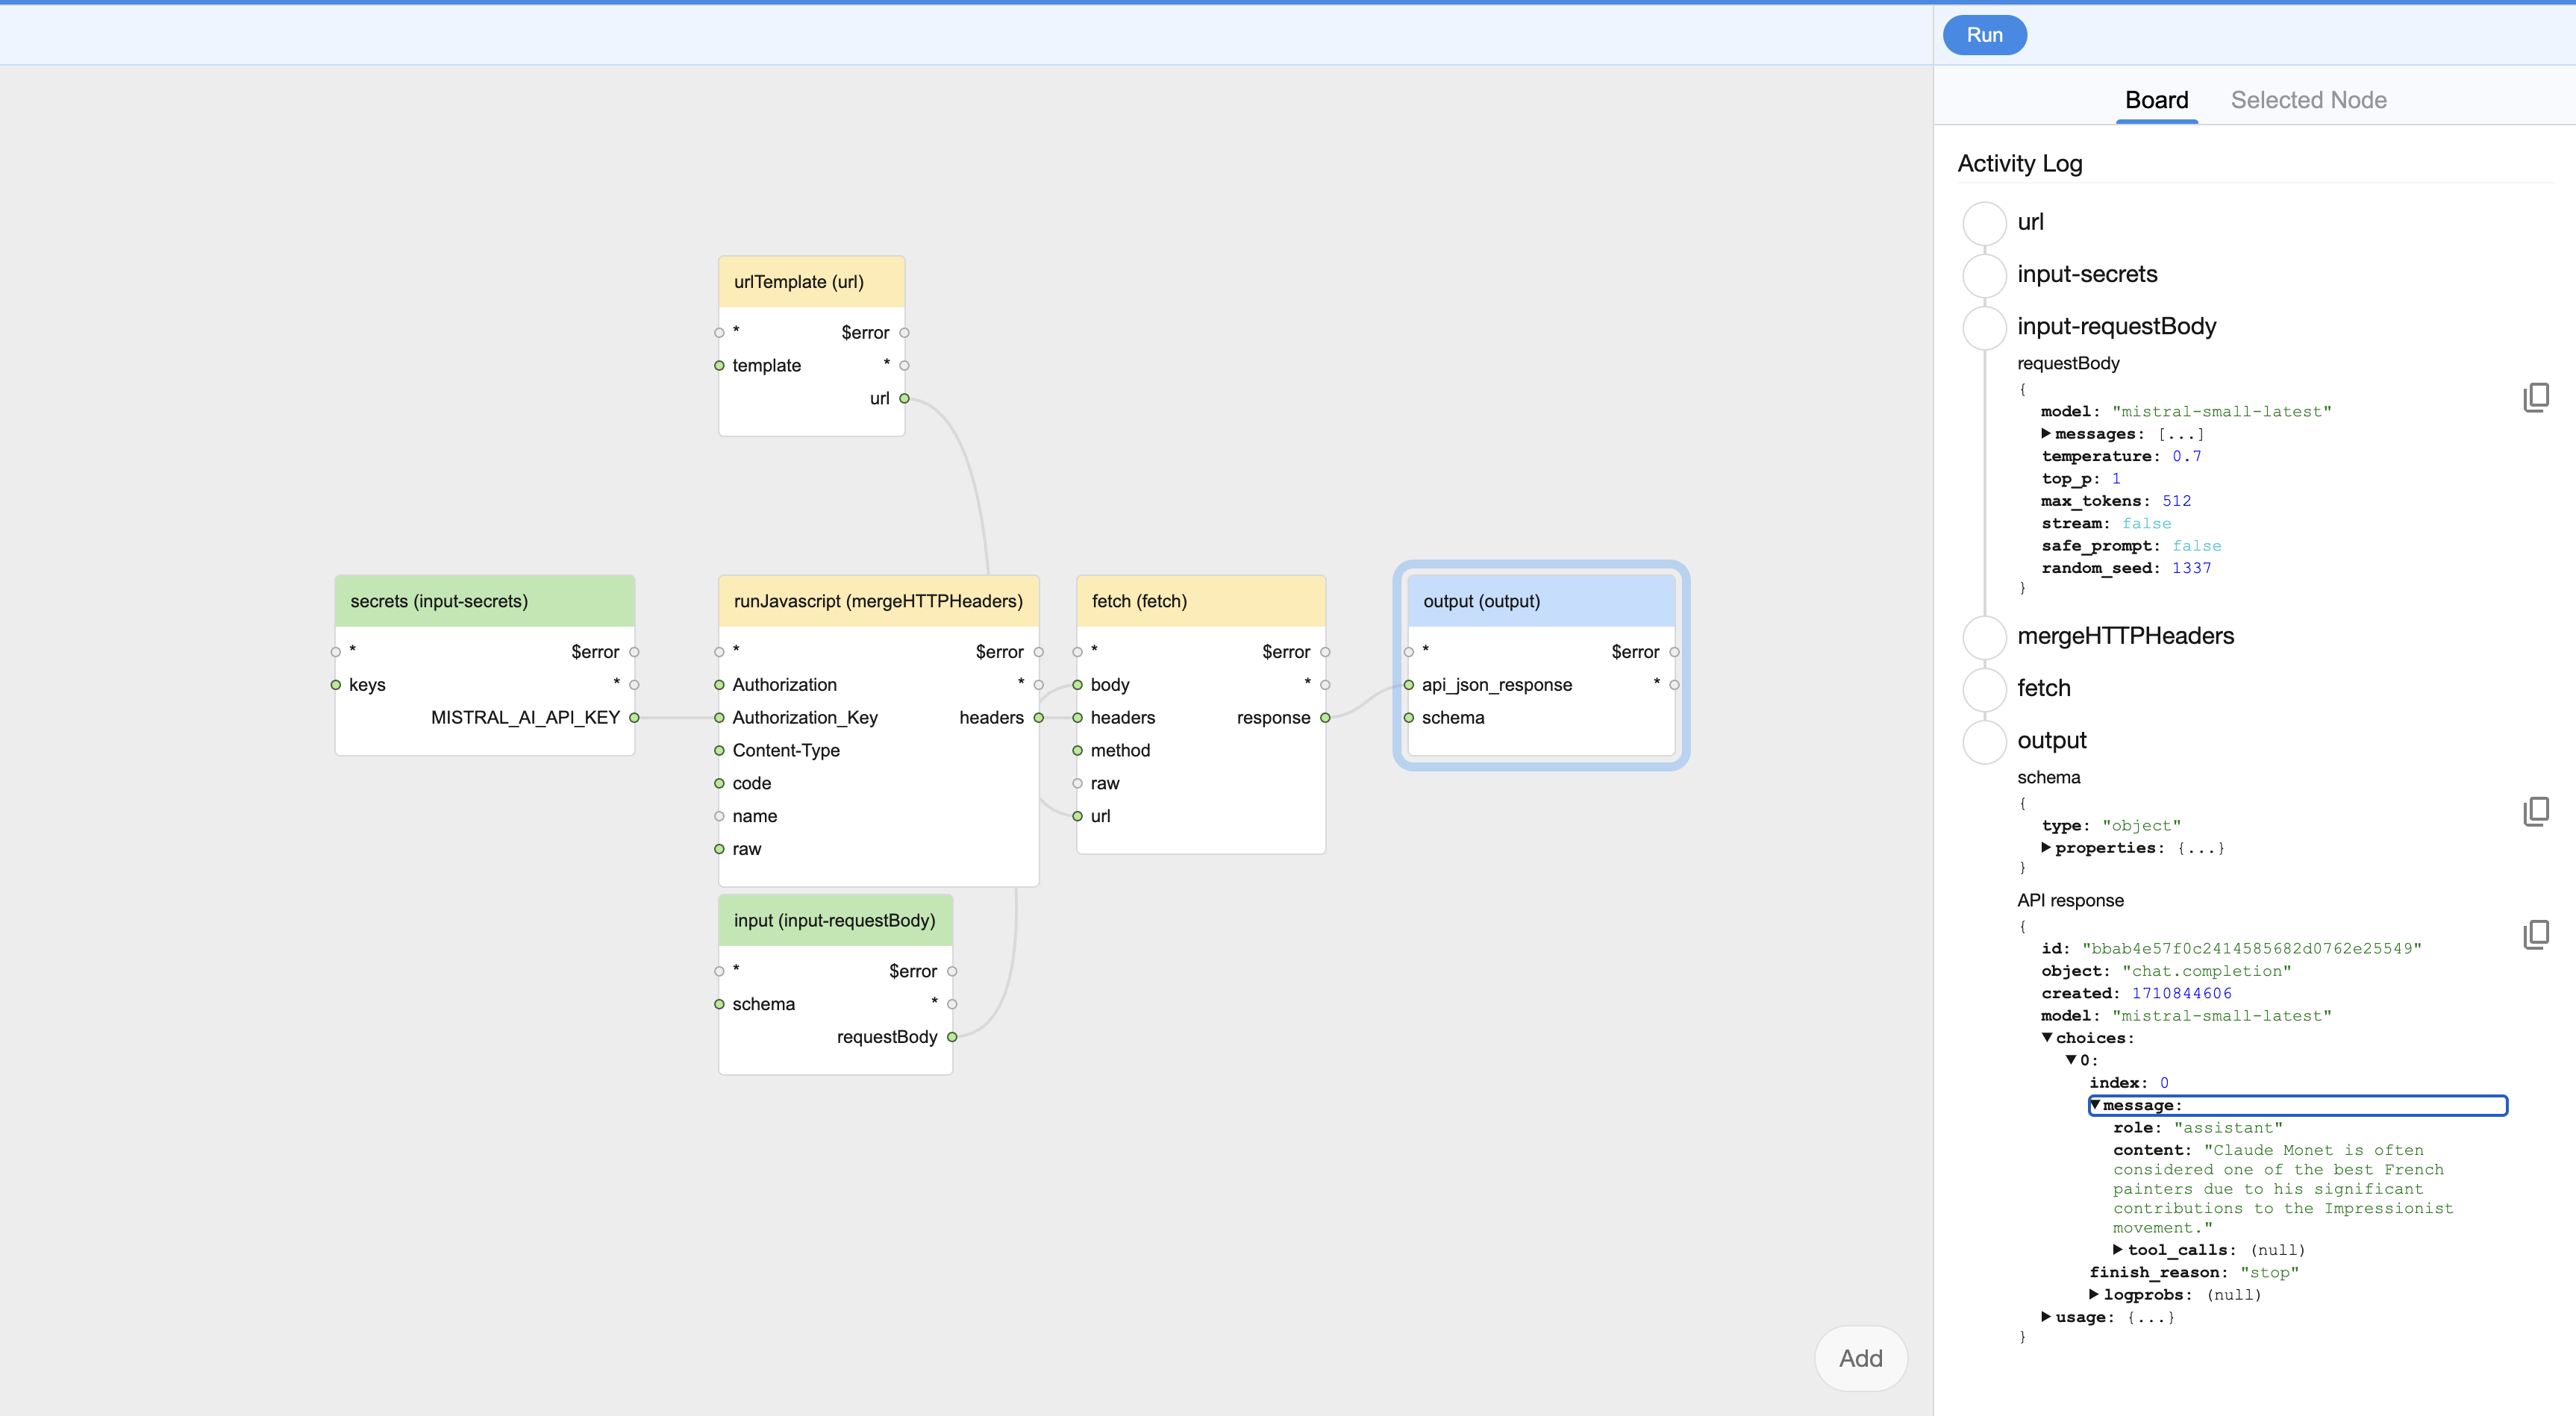 Run
Board Selected Node
Activity Log
url
input-secrets
input-requestBody
requestBody
{
model: "mistral-small-latest"
messages: [...]
temperature: 0.7
top_p: 1
max_tokens: 512
stream: false
safe_prompt: false
random_seed: 1337
}
mergeHTTPHeaders
fetch
output
schema
{
type: "object"
properties: {...}
}
API response
{
id: "bbab4e57f0c2414585682d0762e25549"
object: "chat.completion"
created: 1710844606
model: "mistral-small-latest"
choices:
0:
index: 0
message:
role: "assistant"
content: "Claude Monet is often
considered one of the best French
painters due to his significant
contributions to the Impressionist
movement."
tool_calls: (null)
finish_reason: "stop"
logprobs: (null)
usage: {...}
}
urlTemplate (url)
* $error
template *
url
secrets (input-secrets)
* $error
keys *
MISTRAL_AI_API_KEY
runJavascript (mergeHTTPHeaders)
* $error
Authorization *
Authorization_Key headers
Content-Type
code
name
raw
fetch (fetch)
* $error
body *
headers response
method
raw
url
output (output)
* $error
api_json_response *
schema
input (input-requestBody)
* $error
schema *
requestBody
Add